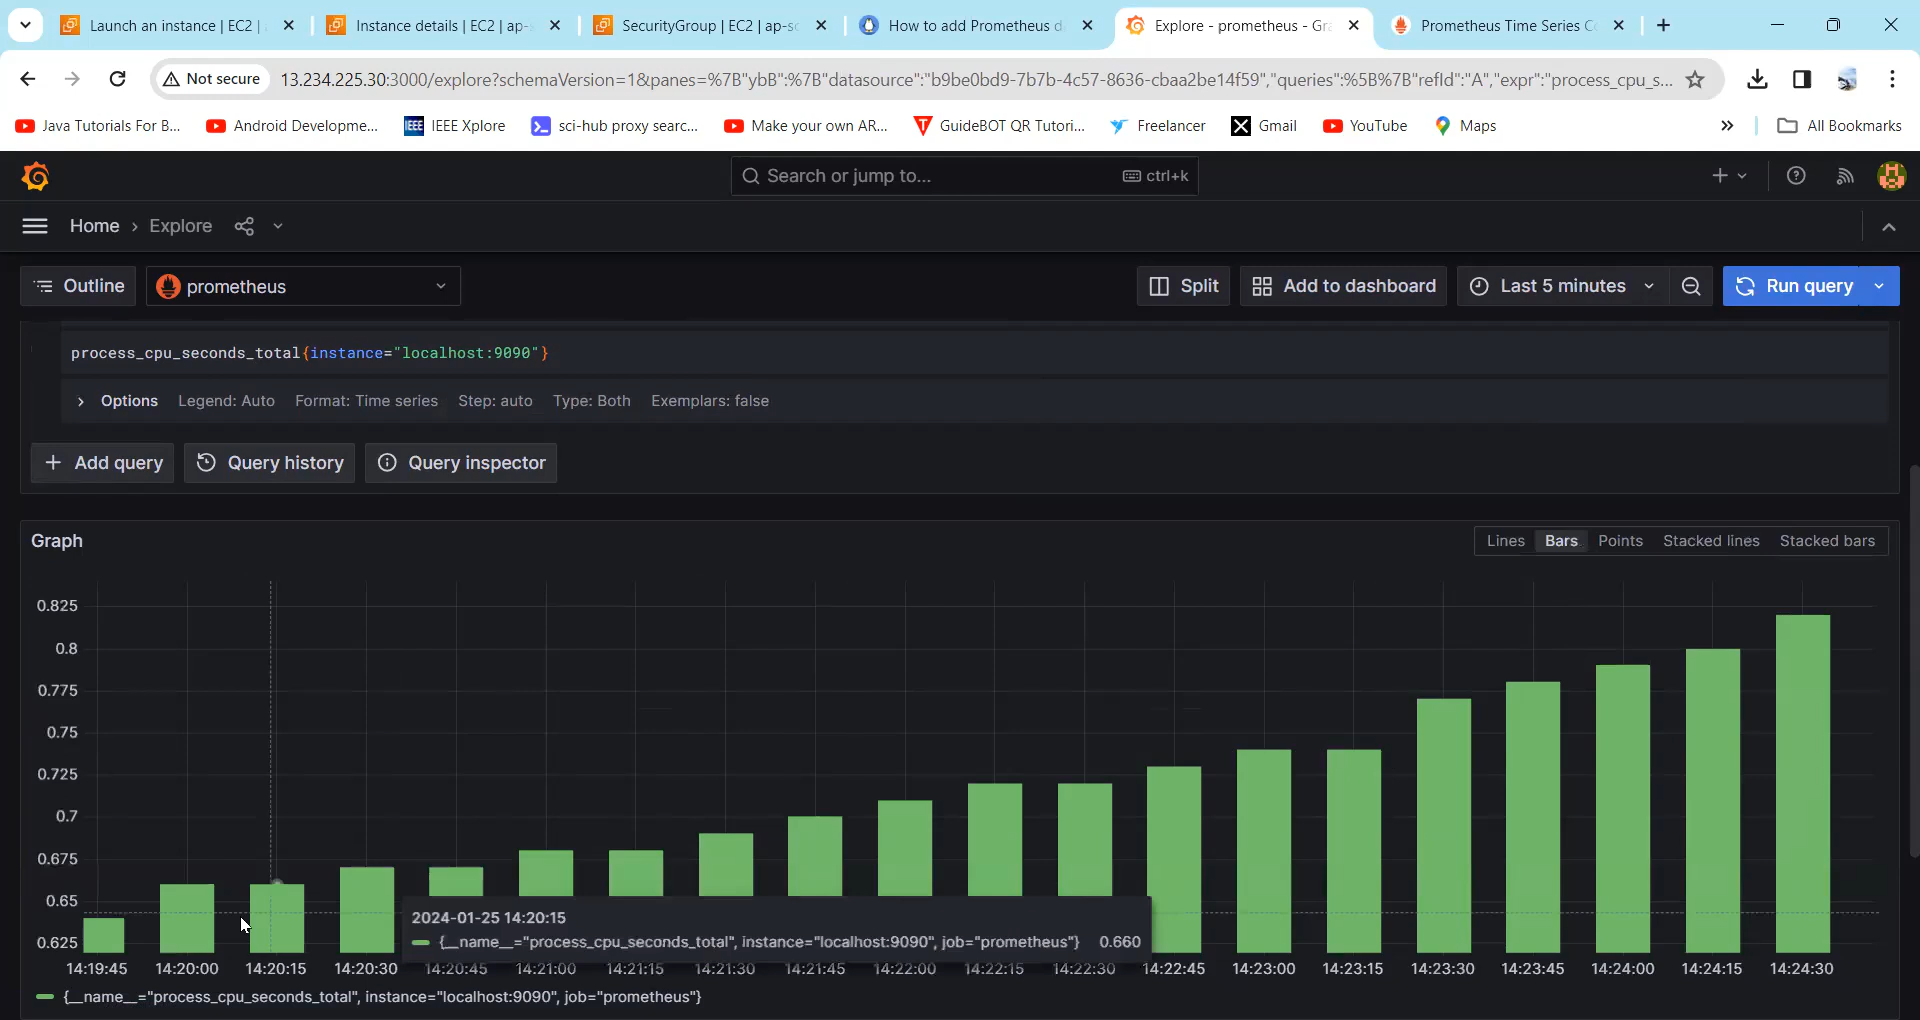 Launch an instance | EC2 |
Instance details | EC2 | ap-
SecurityGroup | EC2 | ap-sc
How to add Prometheus d
Explore - prometheus - Gra
Prometheus Time Series C
Not secure
13.234.225.30:3000/explore?schemaVersion=1&panes=%7B"ybB":%7B"datasource":"b9be0bd9-7b7b-4c57-8636-cbaa2be14f59","queries":%5B%7B"refId":"A","expr":"process_cpu_s...
Java Tutorials For B...
Android Developme...
IEEE
IEEE Xplore
sci-hub proxy searc...
Make your own AR...
GuideBOT QR Tutori...
Freelancer
Gmail
YouTube
Maps
All Bookmarks
Search or jump to...
ctrl+k
Home › Explore
Outline
prometheus
Split
Add to dashboard
Last 5 minutes
Run query
process_cpu_seconds_total{instance="localhost:9090"}
Options Legend: Auto Format: Time series Step: auto Type: Both Exemplars: false
+ Add query
Query history
Query inspector
Graph
Lines Bars Points Stacked lines Stacked bars
0.825
0.8
0.775
0.75
0.725
0.7
0.675
0.65
0.625
2024-01-25 14:20:15
{__name__="process_cpu_seconds_total", instance="localhost:9090", job="prometheus"} 0.660
14:19:45 14:20:00 14:20:15 14:20:30 14:20:45 14:21:00 14:21:15 14:21:30 14:21:45 14:22:00 14:22:15 14:22:30 14:22:45 14:23:00 14:23:15 14:23:30 14:23:45 14:24:00 14:24:15 14:24:30
{__name__="process_cpu_seconds_total", instance="localhost:9090", job="prometheus"}